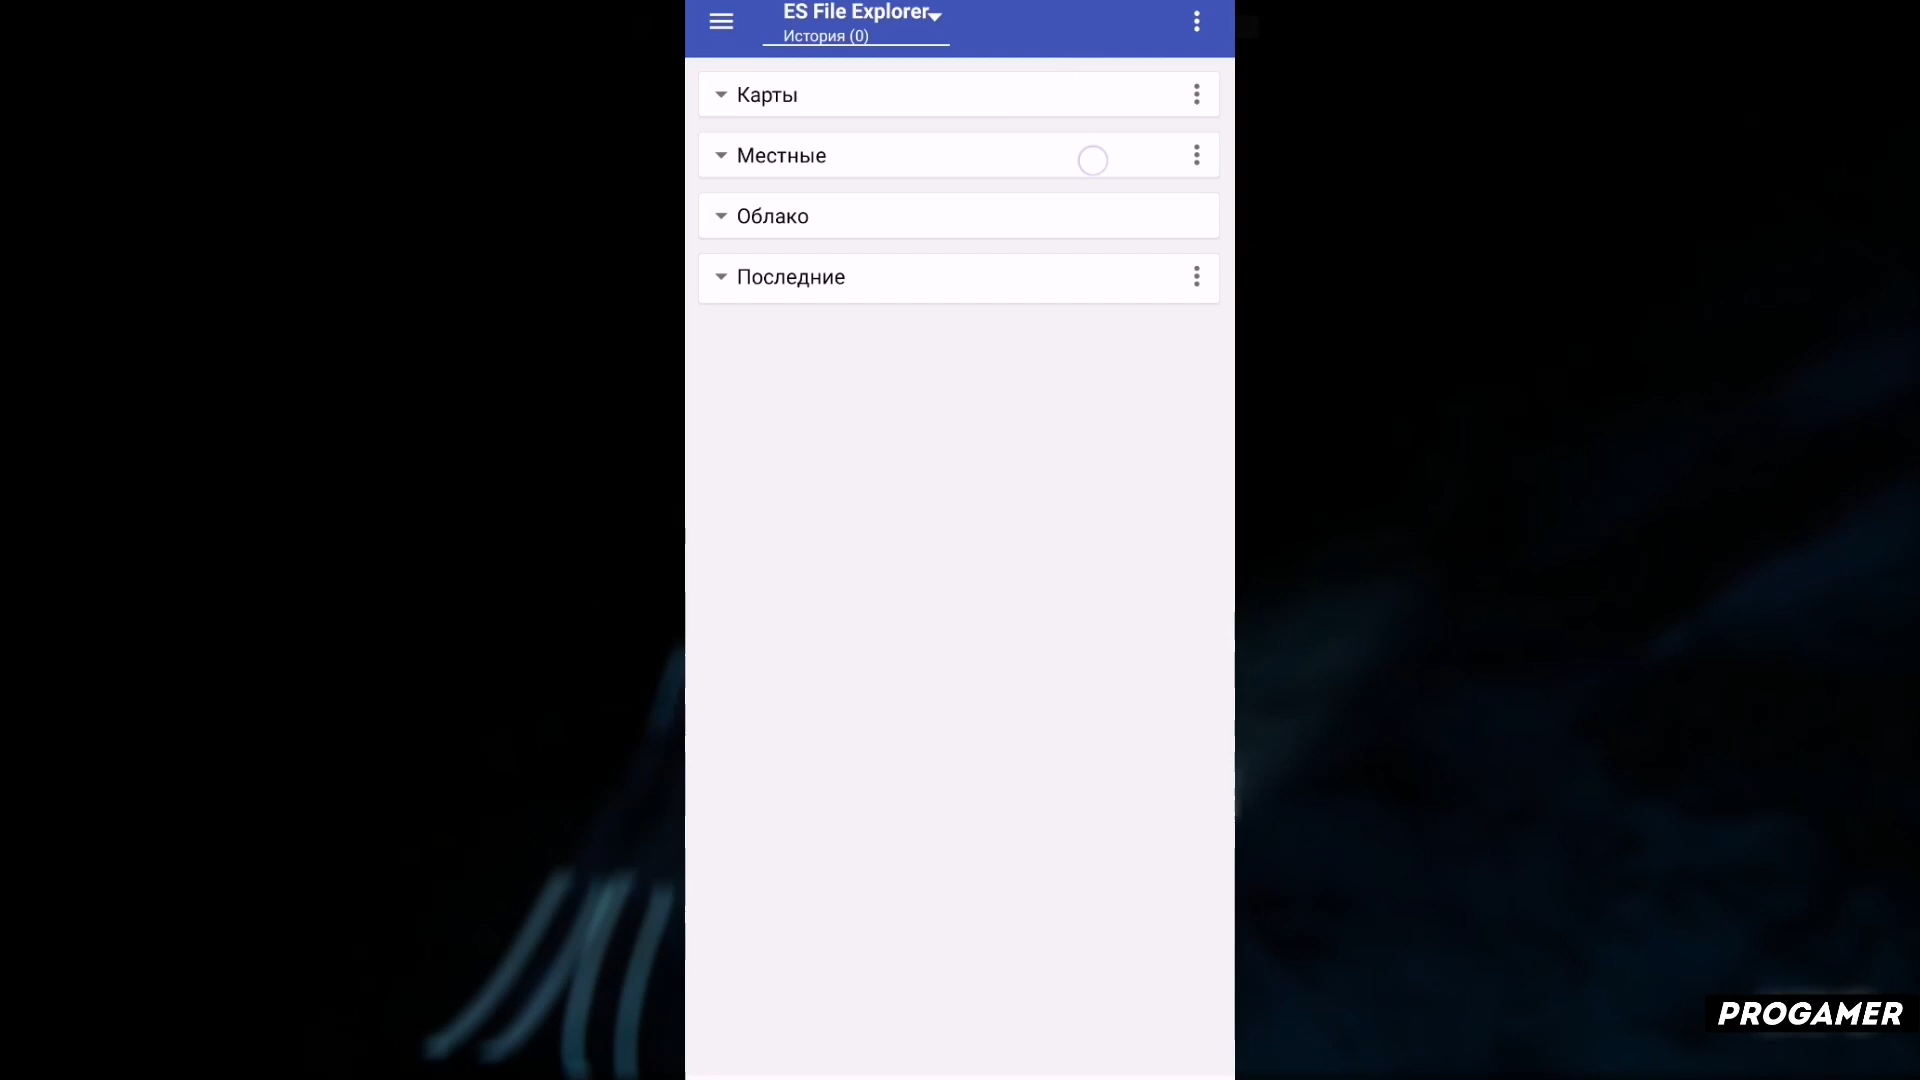 ES File Explorer
История (0)
Карты
Местные
Облако
Последние
PROGAMER